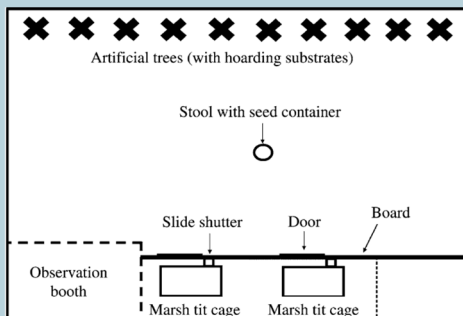 Artificial trees (with hoarding substrates)
Stool with seed container
Slide shutter
Door
Board
Observation
booth
Marsh tit cage
Marsh tit cage